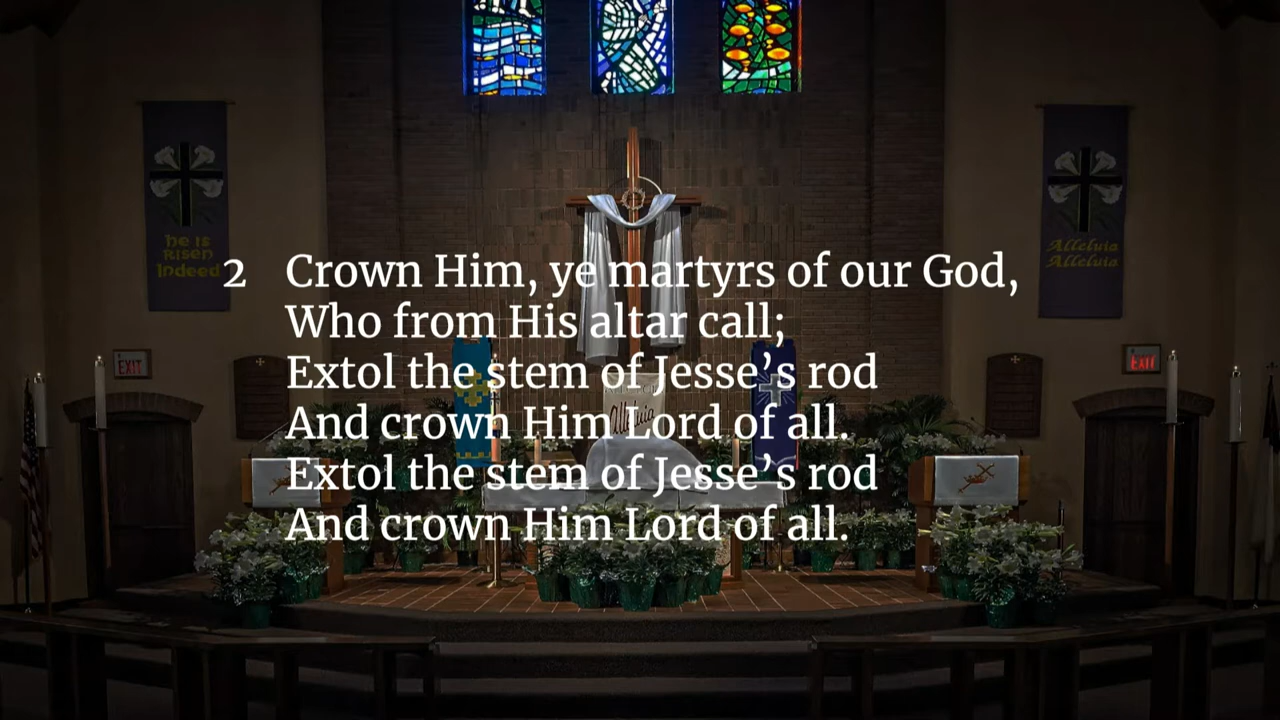 he is
Risen
Indeed
Alleluia
Alleluia
2 Crown Him, ye martyrs of our God,
Who from His altar call;
Extol the stem of Jesse’s rod
And crown Him Lord of all.
Extol the stem of Jesse’s rod
And crown Him Lord of all.
EXIT
EXIT
Alleluia